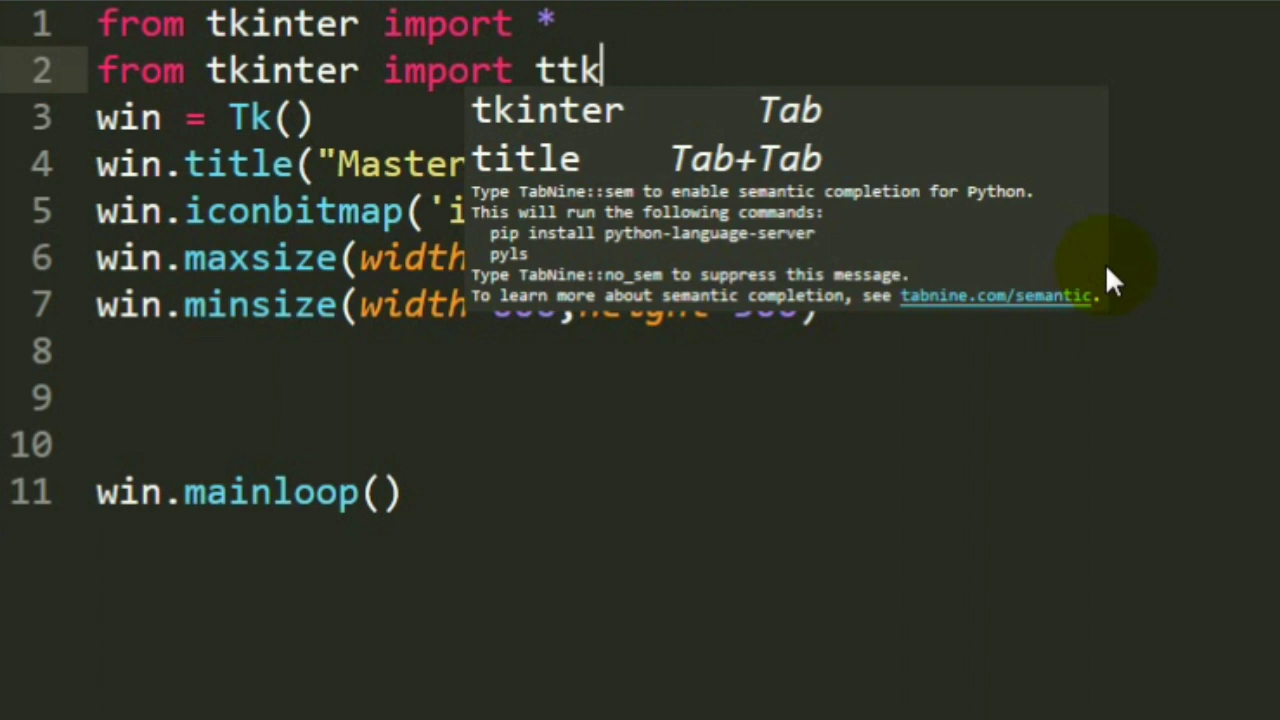 1 from tkinter import *
2 from tkinter import ttk
3 win = Tk()
tkinter Tab
4 win.title("Master
title Tab+Tab
Type TabNine::sem to enable semantic completion for Python.
5 win.iconbitmap('i
This will run the following commands:
pip install python-language-server
6 win.maxsize(width
pyls
Type TabNine::no_sem to suppress this message.
To learn more about semantic completion, see tabnine.com/semantic.
7 win.minsize(width
8
9
10
11 win.mainloop()